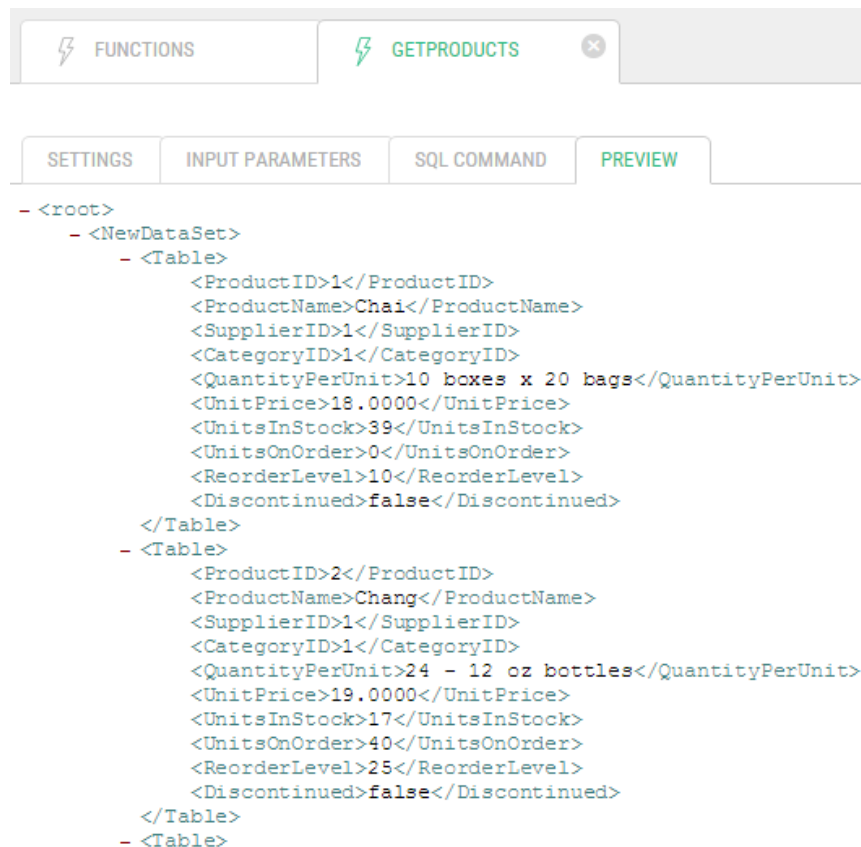 FUNCTIONS GETPRODUCTS
SETTINGS INPUT PARAMETERS SQL COMMAND PREVIEW
- <root>
- <NewDataSet>
- <Table>
<ProductID>1</ProductID>
<ProductName>Chai</ProductName>
<SupplierID>1</SupplierID>
<CategoryID>1</CategoryID>
<QuantityPerUnit>10 boxes x 20 bags</QuantityPerUnit>
<UnitPrice>18.0000</UnitPrice>
<UnitsInStock>39</UnitsInStock>
<UnitsOnOrder>0</UnitsOnOrder>
<ReorderLevel>10</ReorderLevel>
<Discontinued>false</Discontinued>
</Table>
- <Table>
<ProductID>2</ProductID>
<ProductName>Chang</ProductName>
<SupplierID>1</SupplierID>
<CategoryID>1</CategoryID>
<QuantityPerUnit>24 - 12 oz bottles</QuantityPerUnit>
<UnitPrice>19.0000</UnitPrice>
<UnitsInStock>17</UnitsInStock>
<UnitsOnOrder>40</UnitsOnOrder>
<ReorderLevel>25</ReorderLevel>
<Discontinued>false</Discontinued>
</Table>
- <Table>